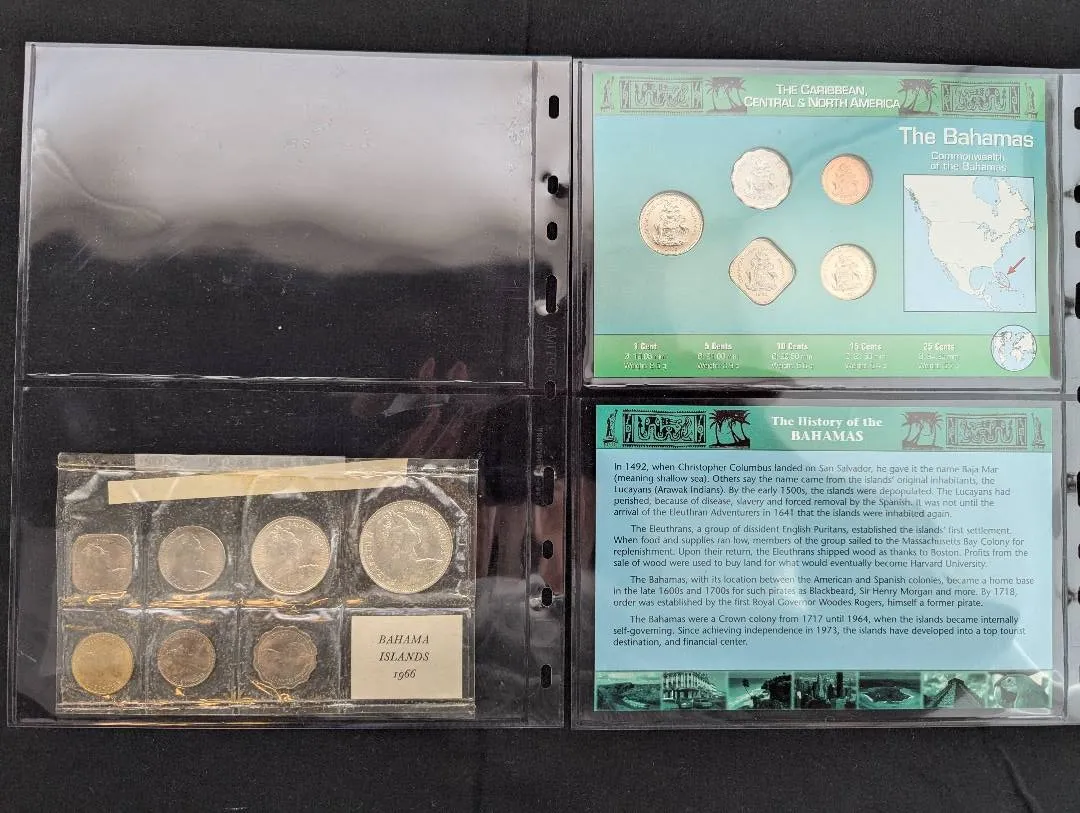 THE CARIBBEAN,
CENTRAL & NORTH AMERICA
The Bahamas
Commonwealth
of the Bahamas
1 Cent
5 Cents
10 Cents
15 Cents
25 Cents
The History of the
BAHAMAS
In 1492, when Christopher Columbus landed on San Salvador, he gave it the name Baja Mar
(meaning shallow sea). Others say the name came from the islands' original inhabitants, the
Lucayans (Arawak Indians). By the early 1500s, the islands were depopulated. The Lucayans had
perished, because of disease, slavery and forced removal by the Spanish. It was not until the
arrival of the Eleuthran Adventurers in 1641 that the islands were inhabited again.
The Eleuthrans, a group of dissident English Puritans, established the islands' first settlement.
When food and supplies ran low, members of the group sailed to the Massachusetts Bay Colony for
replenishment. Upon their return, the Eleuthrans shipped wood as thanks to Boston. Profits from the
sale of wood were used to buy land for what would eventually become Harvard University.
The Bahamas, with its location between the American and Spanish colonies, became a home base
in the late 1600s and 1700s for such pirates as Blackbeard, Sir Henry Morgan and more. By 1718,
order was established by the first Royal Governor Woodes Rogers, himself a former pirate.
The Bahamas were a Crown colony from 1717 until 1964, when the islands became internally
self-governing. Since achieving independence in 1973, the islands have developed into a top tourist
destination, and financial center.
BAHAMA
ISLANDS
1966